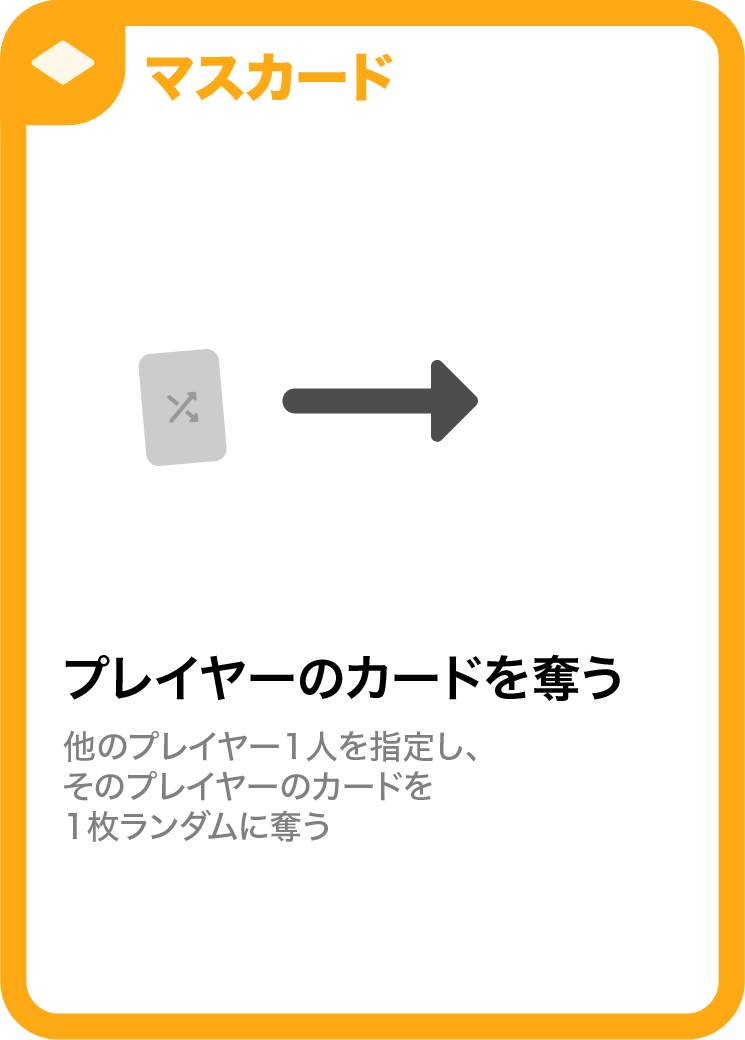 マスカード
プレイヤーのカードを奪う
他のプレイヤー1人を指定し、
そのプレイヤーのカードを
1枚ランダムに奪う